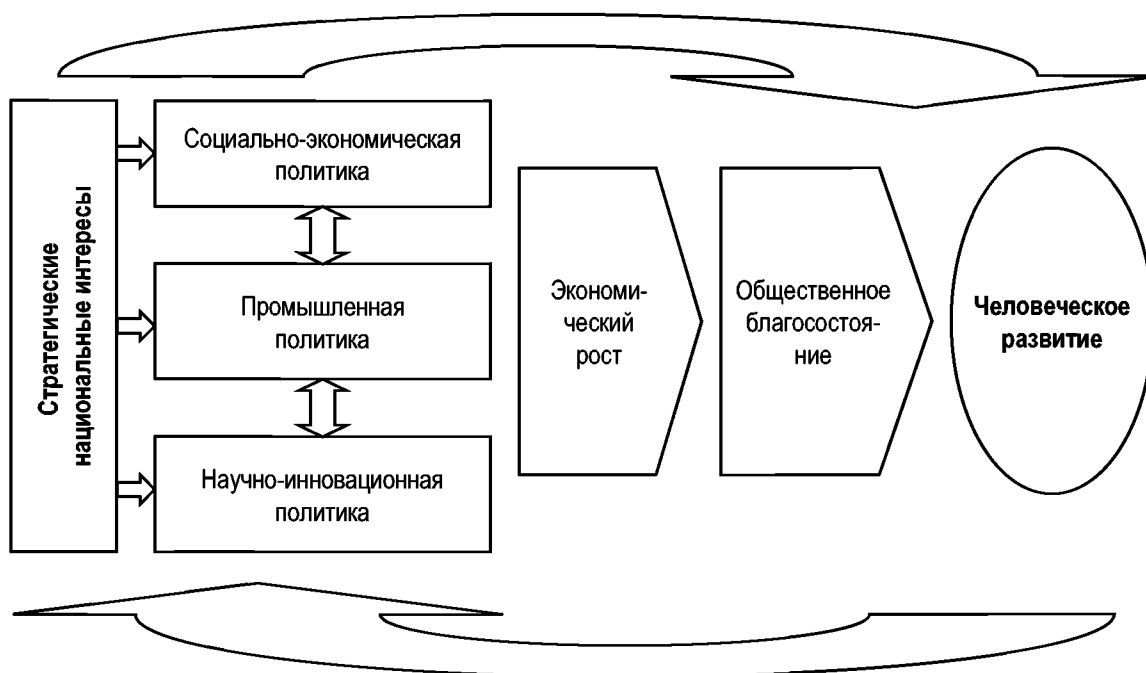 Стратегические
национальные интересы
Социально-экономическая
политика
Промышленная
политика
Научно-инновационная
политика
Экономи-
ческий
рост
Общественное
благосостоя-
ние
Человеческое
развитие